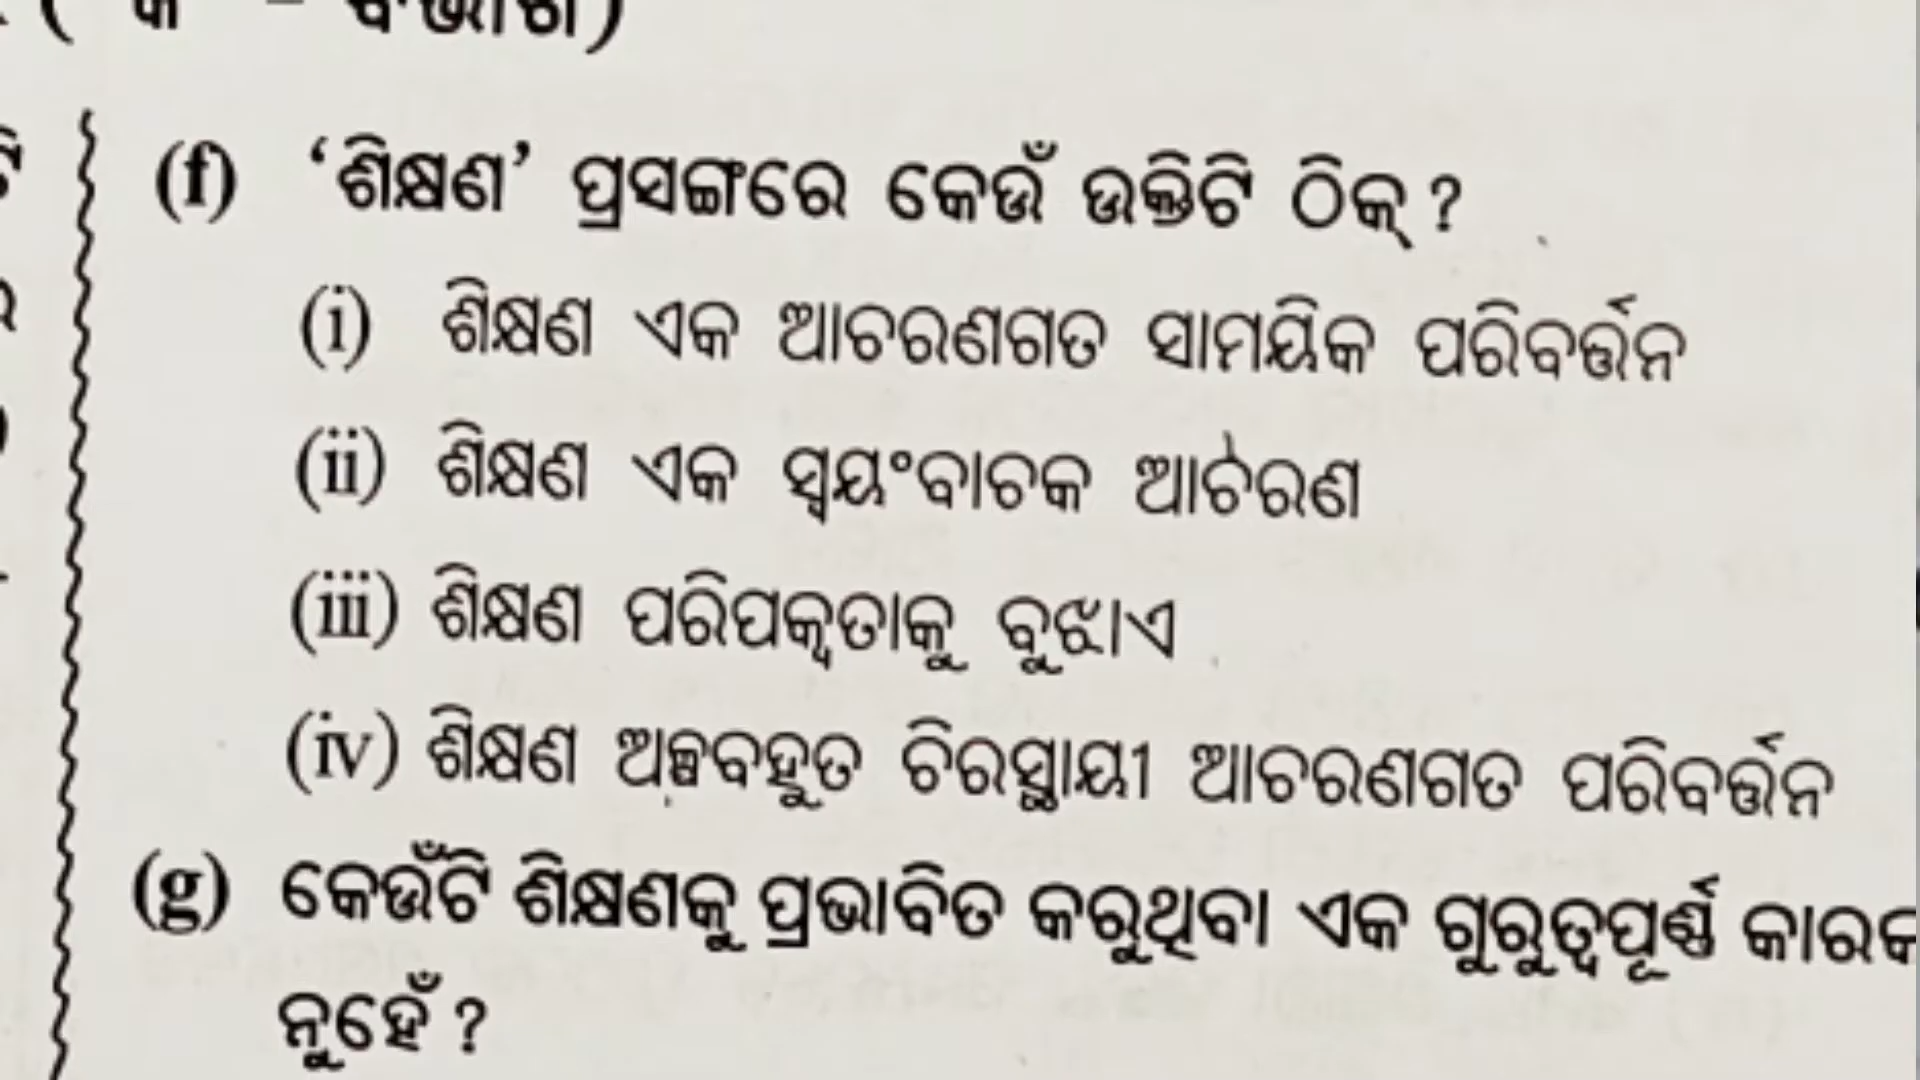 (f) ‘ଶିକ୍ଷଣ’ ପ୍ରସଙ୍ଗରେ କେଉଁ ଉକ୍ତିଟି ଠିକ୍ ?
(i) ଶିକ୍ଷଣ ଏକ ଆଚରଣଗତ ସାମୟିକ ପରିବର୍ତ୍ତନ
(ii) ଶିକ୍ଷଣ ଏକ ସ୍ୱୟଂବାଚକ ଆଚରଣ
(iii) ଶିକ୍ଷଣ ପରିପକ୍ୱତାକୁ ବୁଝାଏ
(iv) ଶିକ୍ଷଣ ଅଳ୍ପବହୁତ ଚିରସ୍ଥାୟୀ ଆଚରଣଗତ ପରିବର୍ତ୍ତନ
(g) କେଉଁଟି ଶିକ୍ଷଣକୁ ପ୍ରଭାବିତ କରୁଥିବା ଏକ ଗୁରୁତ୍ୱପୂର୍ଣ୍ଣ କାରକ
ନୁହେଁ ?